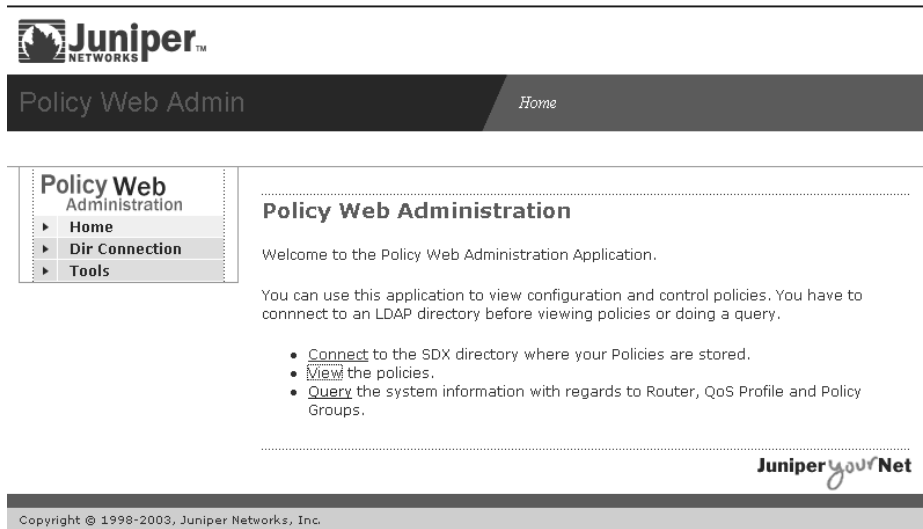 Juniper™
NETWORKS
Policy Web Admin
Home
Policy Web
Administration
Home
Dir Connection
Tools
Policy Web Administration
Welcome to the Policy Web Administration Application.
You can use this application to view configuration and control policies. You have to
connnect to an LDAP directory before viewing policies or doing a query.
• Connect to the SDX directory where your Policies are stored.
• View the policies.
• Query the system information with regards to Router, QoS Profile and Policy
Groups.
Juniper your Net
Copyright © 1998-2003, Juniper Networks, Inc.